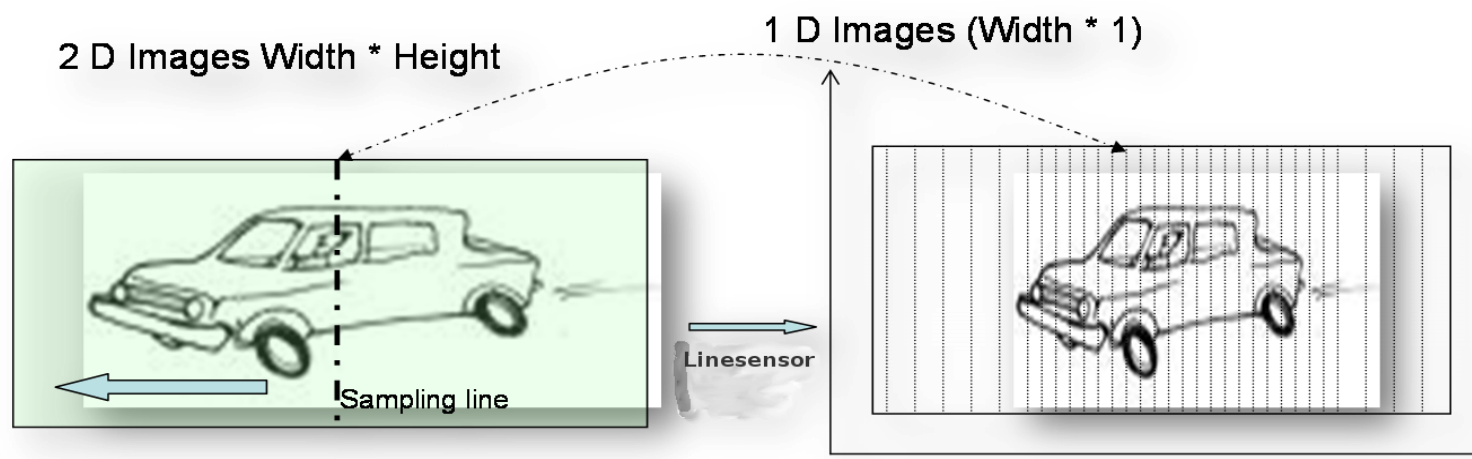 2 D Images Width * Height
1 D Images (Width * 1)
Linesensor
Sampling line